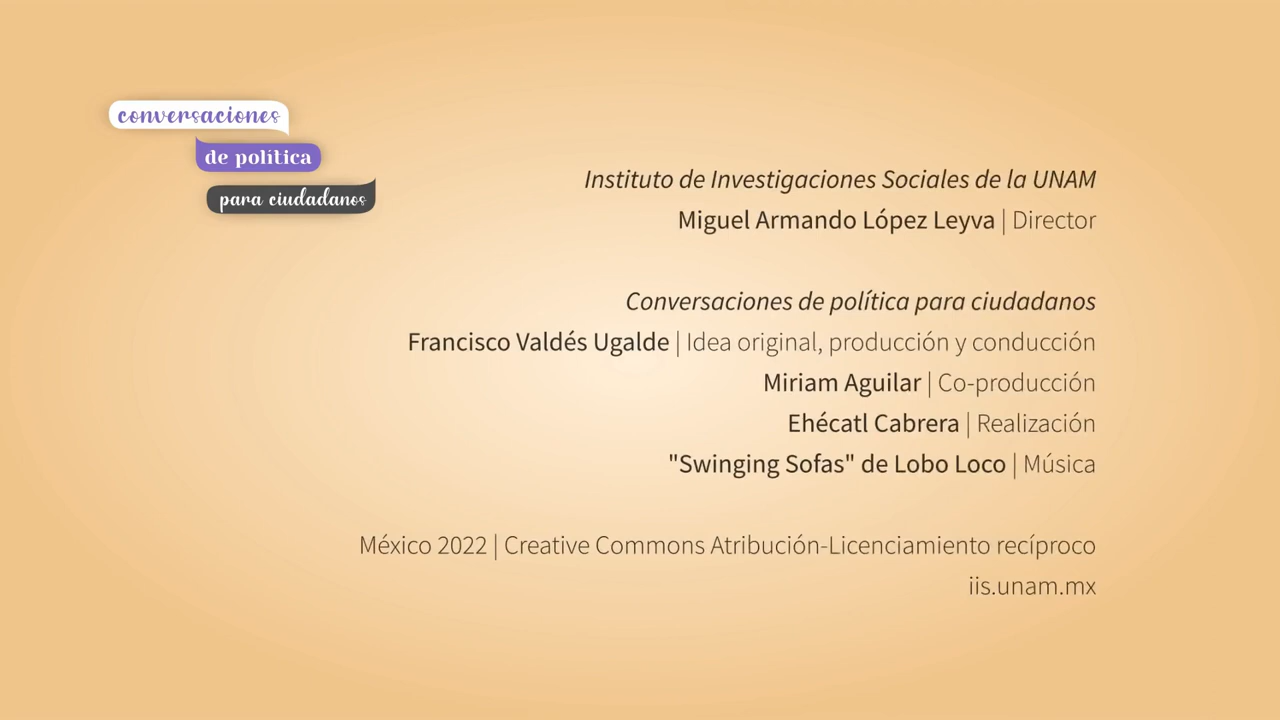 conversaciones
de política
para ciudadanos
Instituto de Investigaciones Sociales de la UNAM
Miguel Armando López Leyva | Director
Conversaciones de política para ciudadanos
Francisco Valdés Ugalde | Idea original, producción y conducción
Miriam Aguilar | Co-producción
Ehécatl Cabrera | Realización
"Swinging Sofas" de Lobo Loco | Música
México 2022 | Creative Commons Atribución-Licenciamiento recíproco
iis.unam.mx